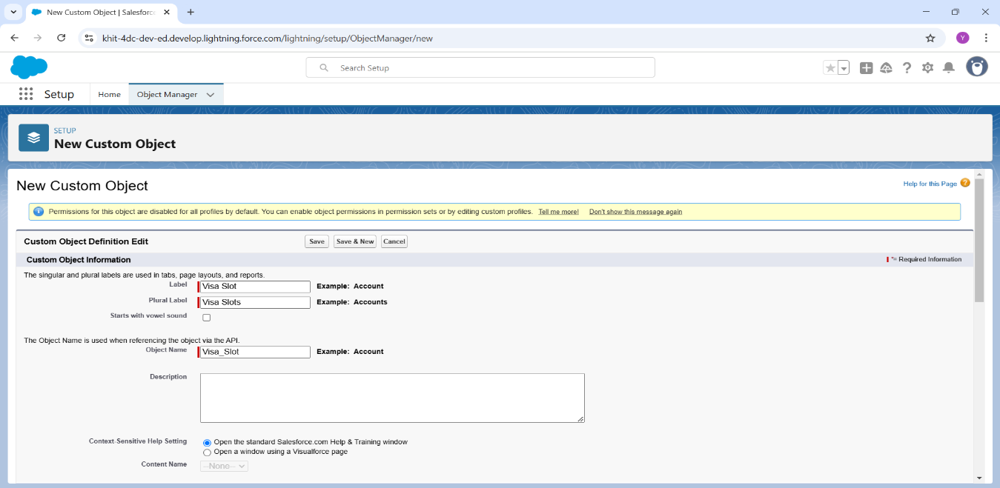 New Custom Object | Salesforc
khit-4dc-dev-ed.develop.lightning.force.com/lightning/setup/ObjectManager/new
Y
Search Setup
Setup
Home
Object Manager
SETUP
New Custom Object
New Custom Object
Help for this Page
Permissions for this object are disabled for all profiles by default. You can enable object permissions in permission sets or by editing custom profiles. Tell me more! Don't show this message again
Custom Object Definition Edit
Save
Save & New
Cancel
Custom Object Information
= Required Information
The singular and plural labels are used in tabs, page layouts, and reports.
Label
Visa Slot
Example: Account
Plural Label
Visa Slots
Example: Accounts
Starts with vowel sound
The Object Name is used when referencing the object via the API.
Object Name
Visa_Slot
Example: Account
Description
Context-Sensitive Help Setting
Open the standard Salesforce.com Help & Training window
Open a window using a Visualforce page
Content Name
--None--